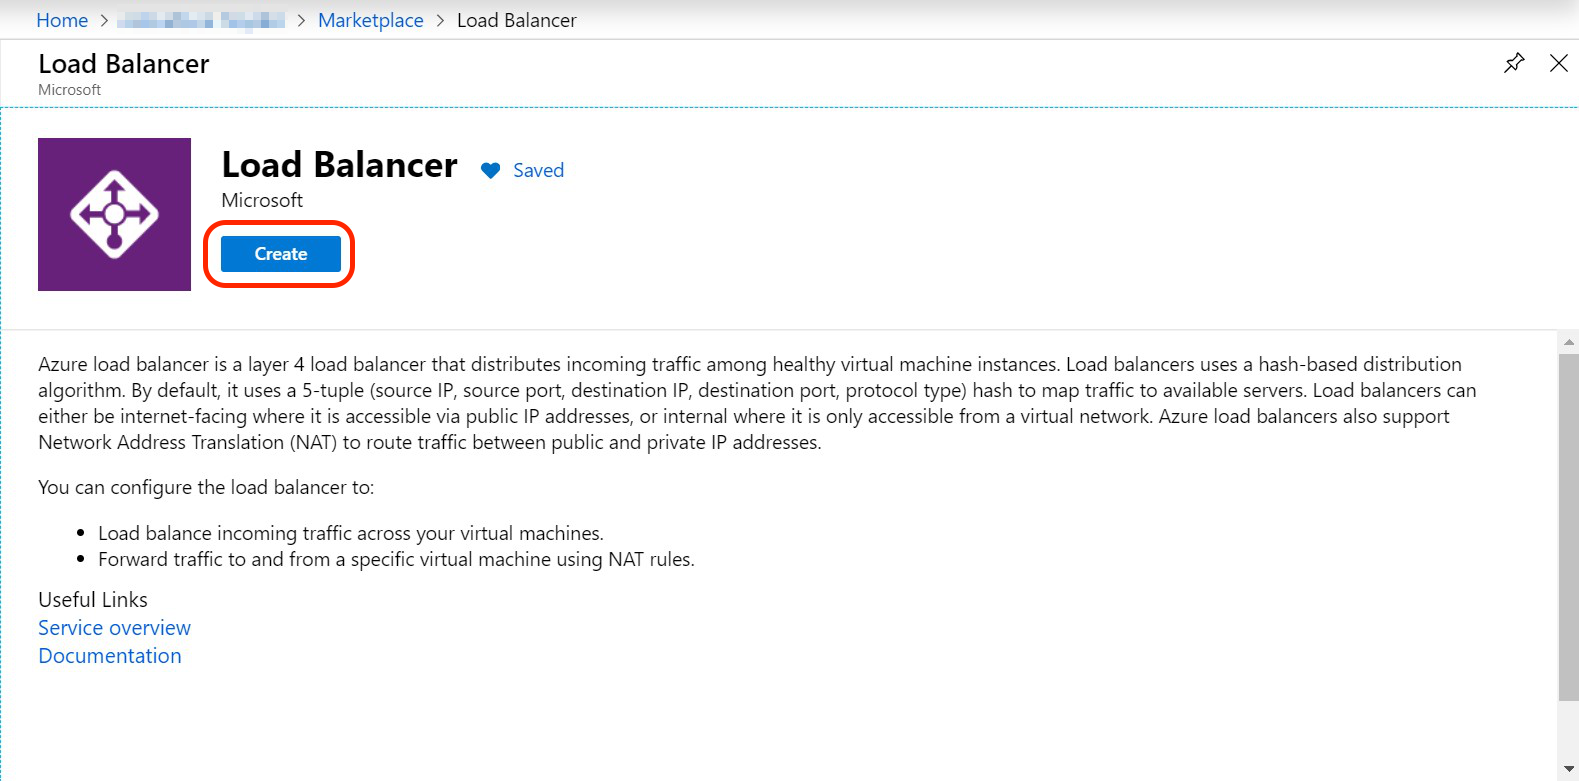 Home > Marketplace > Load Balancer
Load Balancer
Microsoft
Load Balancer Saved
Microsoft
Create
Azure load balancer is a layer 4 load balancer that distributes incoming traffic among healthy virtual machine instances. Load balancers uses a hash-based distribution
algorithm. By default, it uses a 5-tuple (source IP, source port, destination IP, destination port, protocol type) hash to map traffic to available servers. Load balancers can
either be internet-facing where it is accessible via public IP addresses, or internal where it is only accessible from a virtual network. Azure load balancers also support
Network Address Translation (NAT) to route traffic between public and private IP addresses.
You can configure the load balancer to:
• Load balance incoming traffic across your virtual machines.
• Forward traffic to and from a specific virtual machine using NAT rules.
Useful Links
Service overview
Documentation